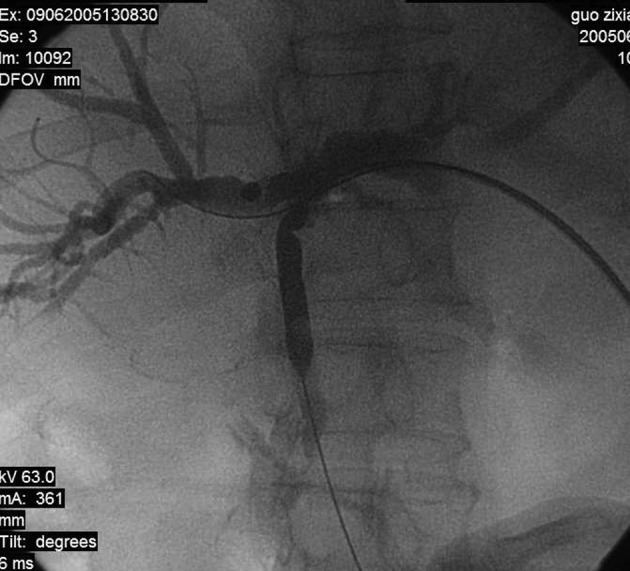 Ex: 09062005130830
Se: 3
Im: 10092
DFOV mm
guo zixia
200506
10
kV 63.0
mA: 361
mm
Tilt: degrees
6 ms